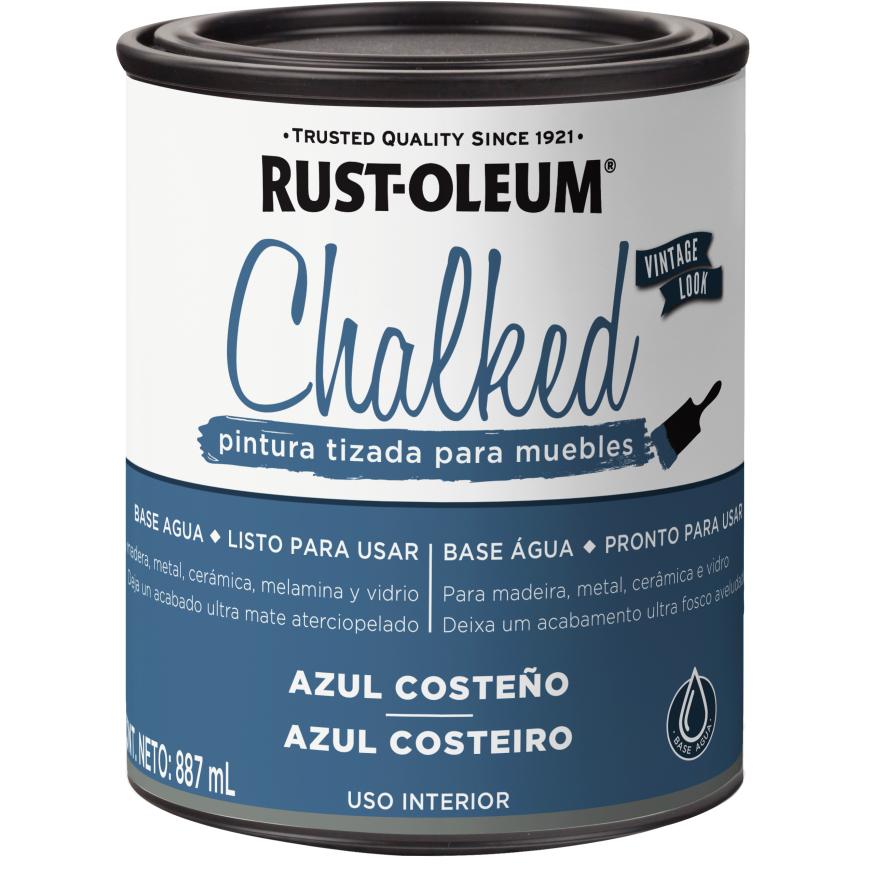 •TRUSTED QUALITY SINCE 1921•
RUST-OLEUM®
Chalked
VINTAGE
LOOK
pintura tizada para muebles
BASE AGUA ◆ LISTO PARA USAR
madera, metal, cerámica, melamina y vidrio
Deja un acabado ultra mate aterciopelado
BASE ÁGUA ◆ PRONTO PARA USAR
Para madeira, metal, cerâmica e vidro
Deixa um acabamento ultra fosco aveludado
AZUL COSTEÑO
AZUL COSTEIRO
• BASE AGUA •
NT. NETO: 887 mL
USO INTERIOR